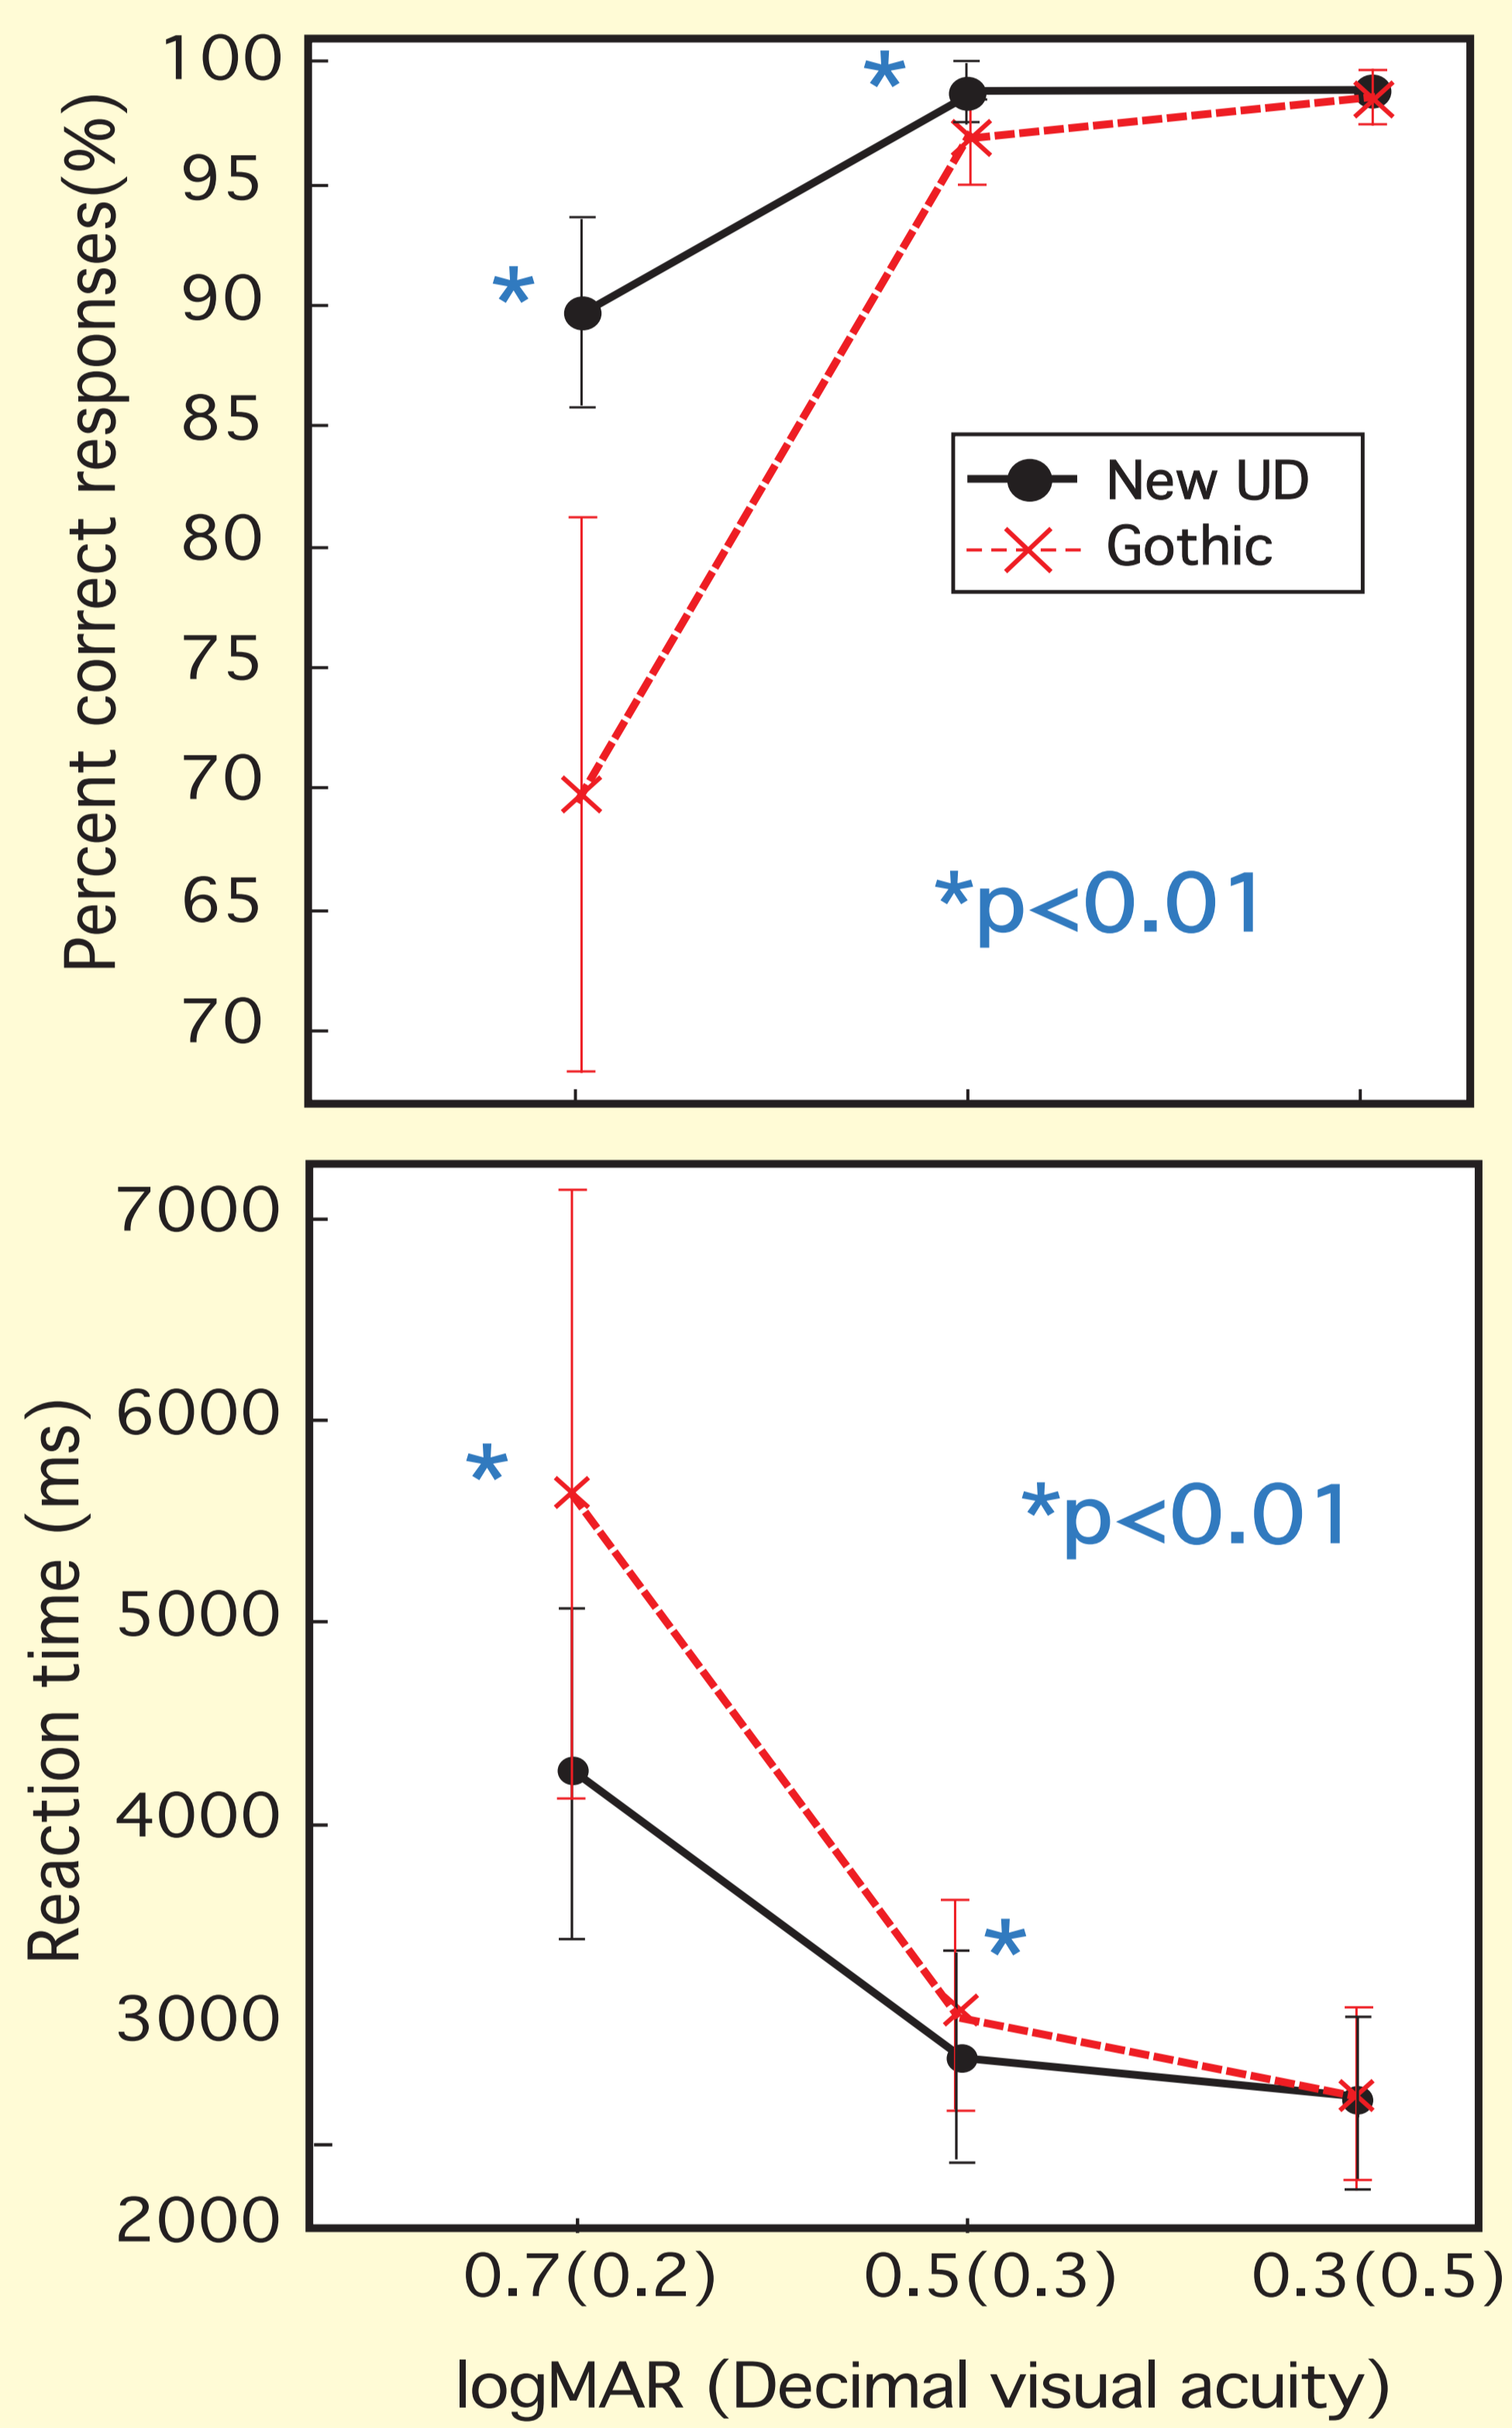 Percent correct responses(%)
100
95
90
85
80
75
70
65
70
*
*
New UD
Gothic
*p<0.01
Reaction time (ms)
7000
6000
5000
4000
3000
2000
*
*p<0.01
*
0.7(0.2) 0.5(0.3) 0.3(0.5)
logMAR (Decimal visual acuity)